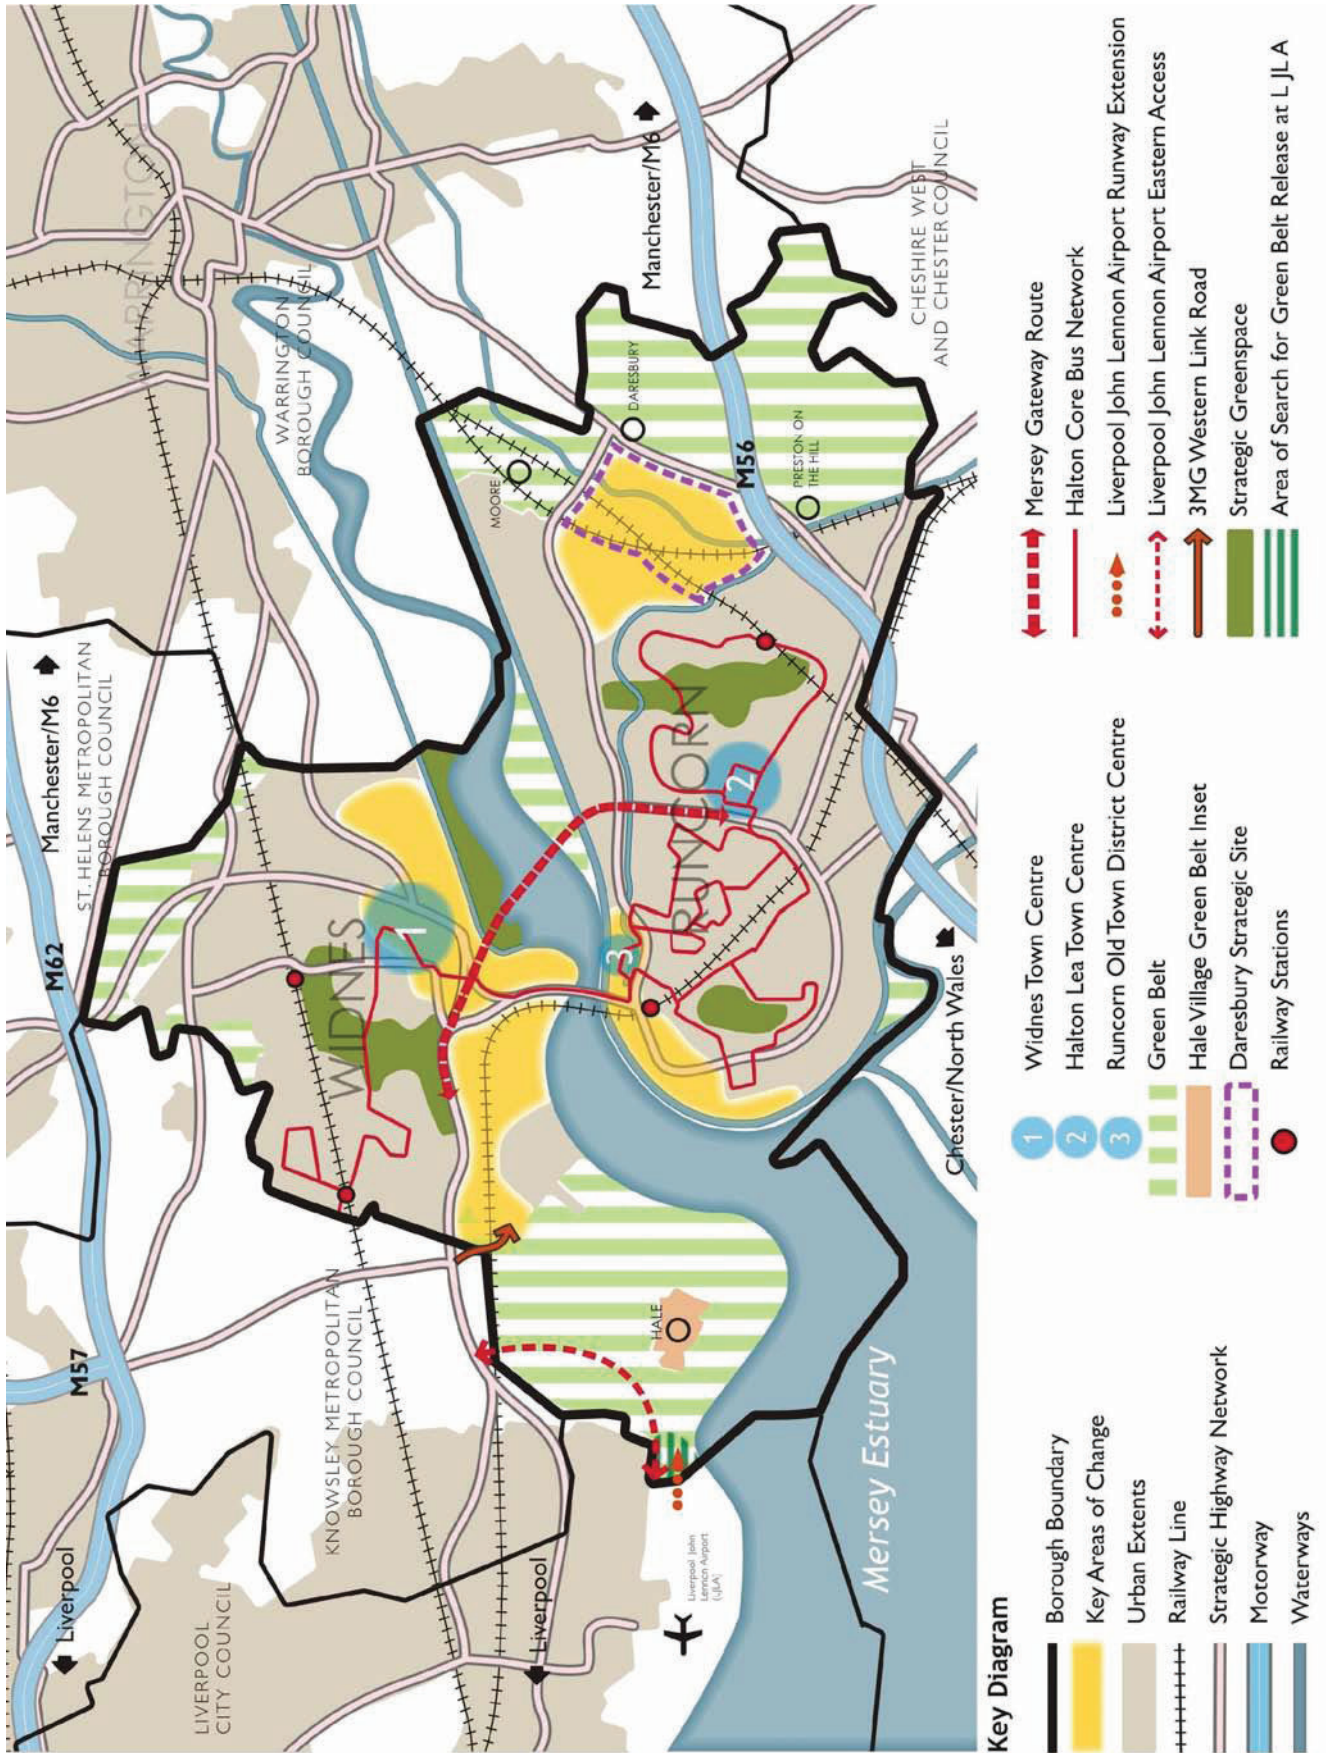 Manchester/M6
M62
ST. HELENS METROPOLITAN
BOROUGH COUNCIL
M57
Liverpool
LIVERPOOL
CITY COUNCIL
KNOWSLEY METROPOLITAN
BOROUGH COUNCIL
Liverpool
WARRINGTON
BOROUGH COUNCIL
WIDNES
1
RUNCORN
2
3
MOORE
DARESBURY
PRESTON ON
THE HILL
M56
Manchester/M6
CHESHIRE WEST
AND CHESTER COUNCIL
HALE
Liverpool John
Lennon Airport
(LJLA)
Mersey Estuary
Chester/North Wales
Key Diagram
Borough Boundary
Key Areas of Change
Urban Extents
Railway Line
Strategic Highway Network
Motorway
Waterways
1 Widnes Town Centre
2 Halton Lea Town Centre
3 Runcorn Old Town District Centre
Green Belt
Hale Village Green Belt Inset
Daresbury Strategic Site
Railway Stations
Mersey Gateway Route
Halton Core Bus Network
Liverpool John Lennon Airport Runway Extension
Liverpool John Lennon Airport Eastern Access
3MG Western Link Road
Strategic Greenspace
Area of Search for Green Belt Release at LJLA